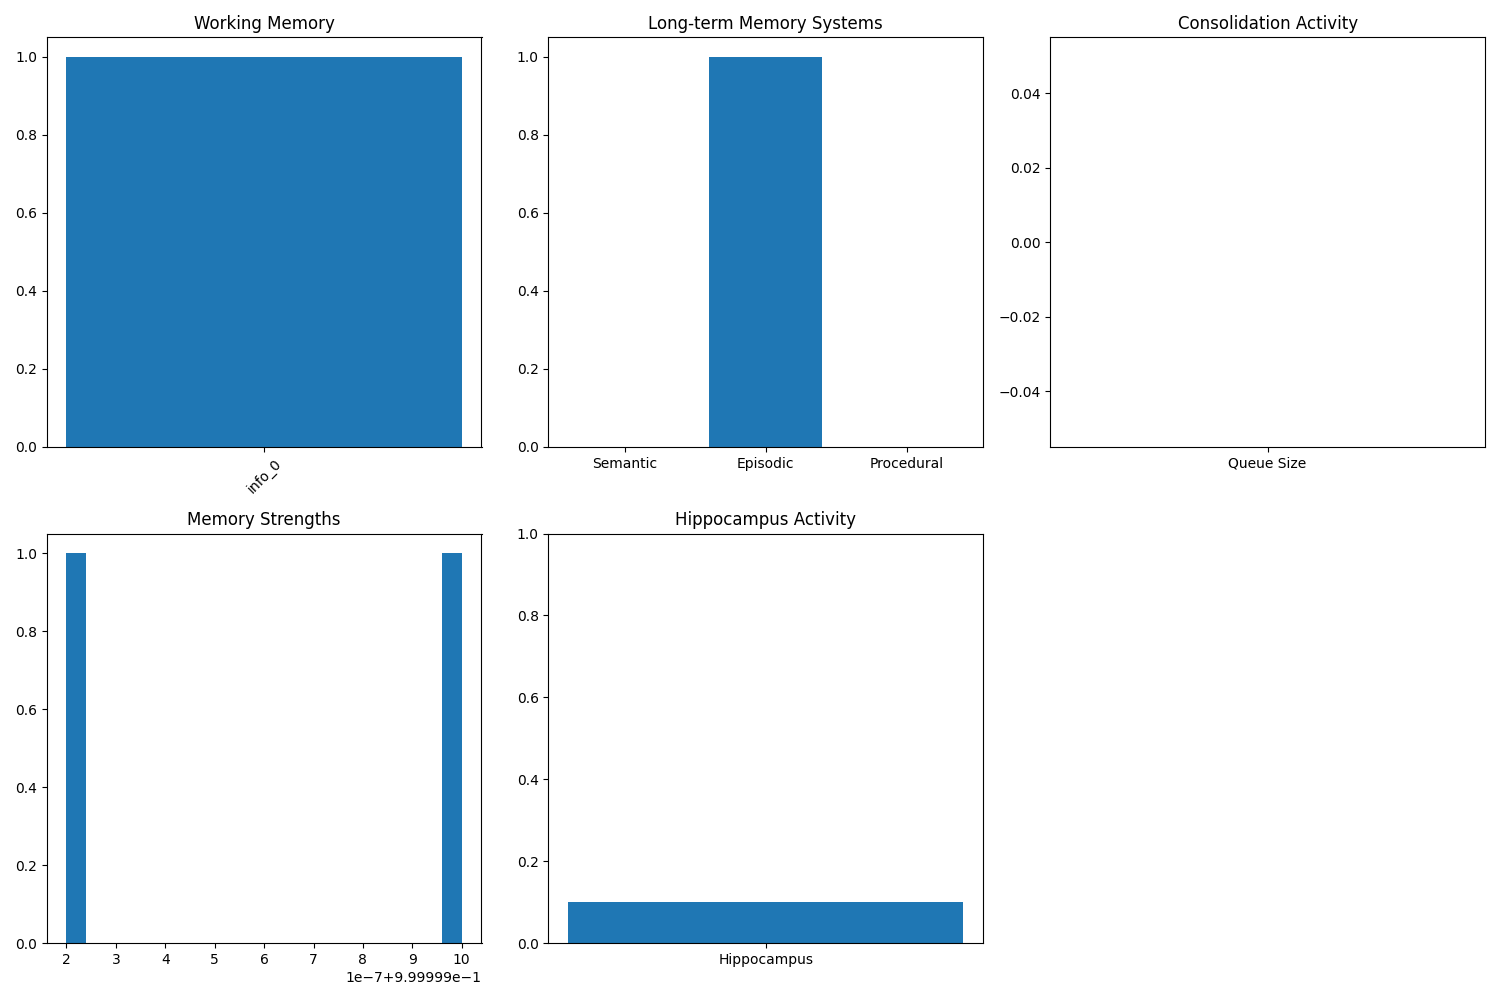 Working Memory
1.0
0.8
0.6
0.4
0.2
0.0
info_0
Long-term Memory Systems
1.0
0.8
0.6
0.4
0.2
0.0
Semantic Episodic Procedural
Consolidation Activity
0.04
0.02
0.00
−0.02
−0.04
Queue Size
Memory Strengths
1.0
0.8
0.6
0.4
0.2
0.0
2 3 4 5 6 7 8 9 10
1e−7+9.99999e−1
Hippocampus Activity
1.0
0.8
0.6
0.4
0.2
0.0
Hippocampus